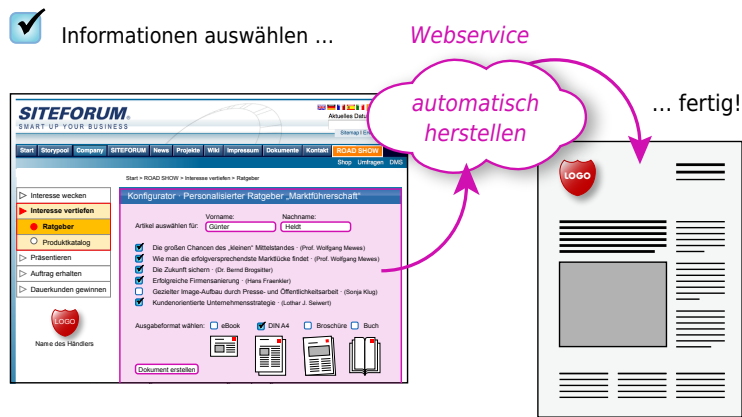 Informationen auswählen ...
Webservice
automatisch
herstellen
... fertig!
SITEFORUM.
SMART UP YOUR BUSINESS
Aktuelles Datu
Sitemap | E
Start Storypool Company SITEFORUM News Projekte Wiki Impressum Dokumente Kontakt ROAD SHOW
Shop Umfragen DMS
Start > ROAD SHOW > Interesse vertiefen > Ratgeber
Interesse wecken
Interesse vertiefen
Ratgeber
Produktkatalog
Präsentieren
Auftrag erhalten
Dauerkunden gewinnen
LOGO
Name des Händlers
Konfigurator · Personalisierter Ratgeber „Marktführerschaft“
Vorname: Nachname:
Artikel auswählen für: Günter Heldt
Die großen Chancen des „kleinen“ Mittelstandes · (Prof. Wolfgang Mewes)
Wie man die erfolgversprechendste Marktlücke findet · (Prof. Wolfgang Mewes)
Die Zukunft sichern · (Dr. Bernd Brogsitter)
Erfolgreiche Firmensanierung · (Hans Fraenkler)
Gezielter Image-Aufbau durch Presse- und Öffentlichkeitsarbeit · (Sonja Klug)
Kundenorientierte Unternehmensstrategie · (Lothar J. Seiwert)
Ausgabeformat wählen: eBook DIN A4 Broschüre Buch
Dokument erstellen
LOGO